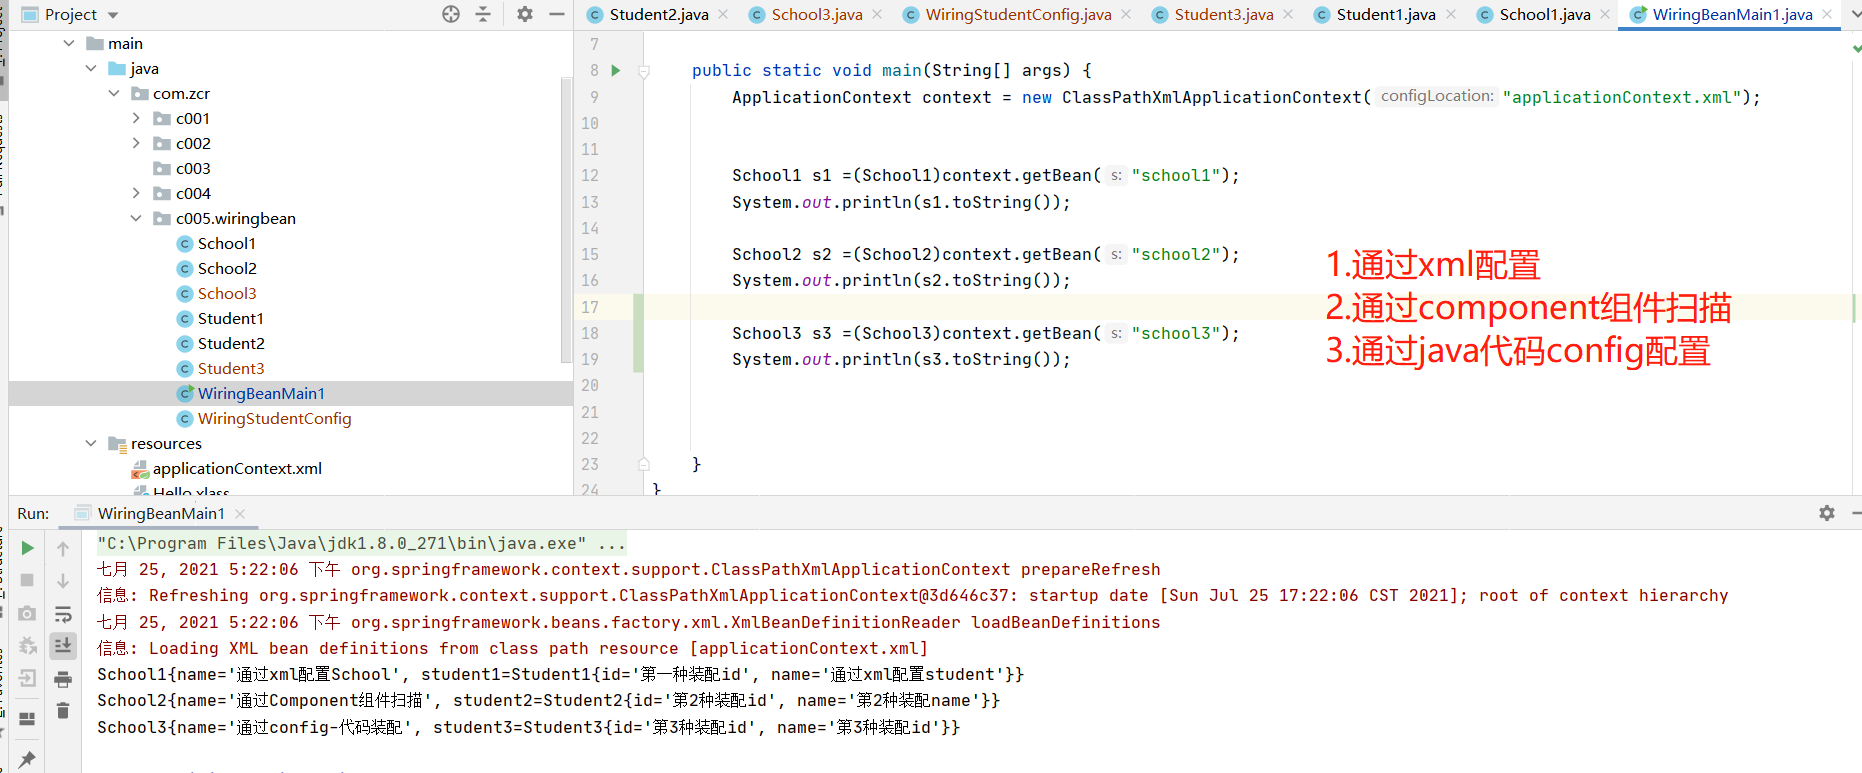 Project
Student2.java
School3.java
WiringStudentConfig.java
Student3.java
Student1.java
School1.java
WiringBeanMain1.java
main
java
com.zcr
c001
c002
c003
c004
c005.wiringbean
School1
School2
School3
Student1
Student2
Student3
WiringBeanMain1
WiringStudentConfig
resources
applicationContext.xml
7
8 public static void main(String[] args) {
9 ApplicationContext context = new ClassPathXmlApplicationContext( configLocation: "applicationContext.xml");
10
11
12 School1 s1 =(School1)context.getBean( s: "school1");
13 System.out.println(s1.toString());
14
15 School2 s2 =(School2)context.getBean( s: "school2");
16 System.out.println(s2.toString());
17
18 School3 s3 =(School3)context.getBean( s: "school3");
19 System.out.println(s3.toString());
20
21
22
23 }
24 }
1.通过xml配置
2.通过component组件扫描
3.通过java代码config配置
Run: WiringBeanMain1
"C:\Program Files\Java\jdk1.8.0_271\bin\java.exe" ...
七月 25, 2021 5:22:06 下午 org.springframework.context.support.ClassPathXmlApplicationContext prepareRefresh
信息: Refreshing org.springframework.context.support.ClassPathXmlApplicationContext@3d646c37: startup date [Sun Jul 25 17:22:06 CST 2021]; root of context hierarchy
七月 25, 2021 5:22:06 下午 org.springframework.beans.factory.xml.XmlBeanDefinitionReader loadBeanDefinitions
信息: Loading XML bean definitions from class path resource [applicationContext.xml]
School1{name='通过xml配置School', student1=Student1{id='第一种装配id', name='通过xml配置student'}}
School2{name='通过Component组件扫描', student2=Student2{id='第2种装配id', name='第2种装配name'}}
School3{name='通过config-代码装配', student3=Student3{id='第3种装配id', name='第3种装配id'}}